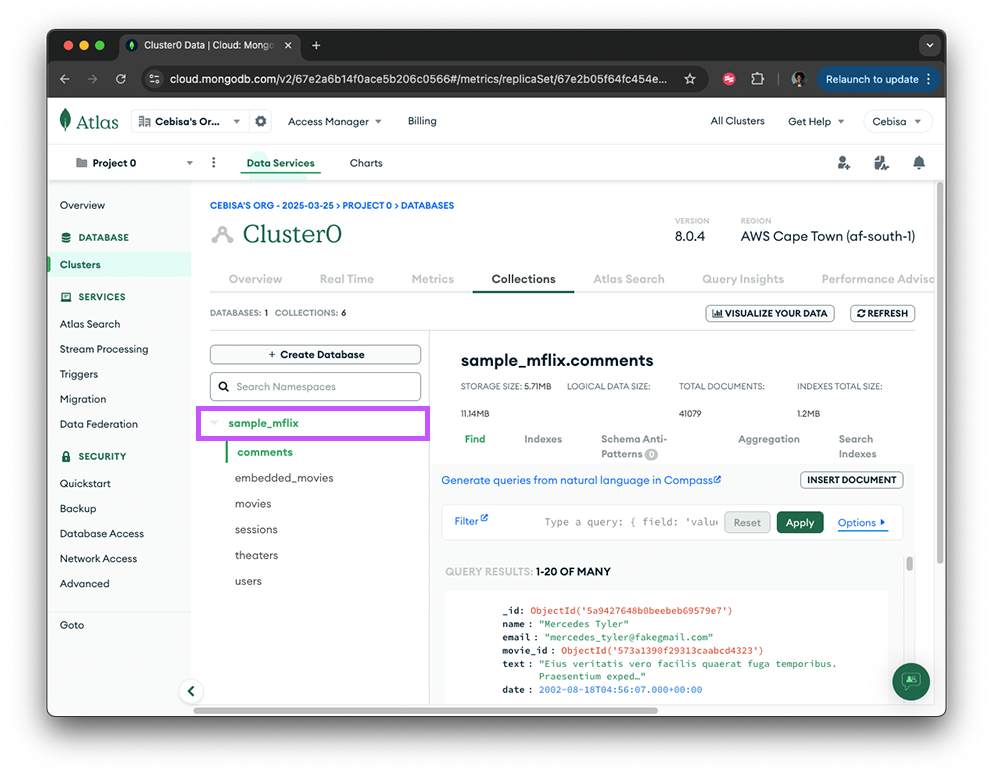 Cluster0 Data | Cloud: Mongo
cloud.mongodb.com/v2/67e2a6b14f0ace5b206c0566#/metrics/replicaSet/67e2b05f64fc454e...
Relaunch to update
Atlas
Cebisa's Or...
Access Manager
Billing
All Clusters
Get Help
Cebisa
Project 0
Data Services
Charts
Overview
DATABASE
Clusters
SERVICES
Atlas Search
Stream Processing
Triggers
Migration
Data Federation
SECURITY
Quickstart
Backup
Database Access
Network Access
Advanced
Goto
CEBISA'S ORG - 2025-03-25 > PROJECT 0 > DATABASES
Cluster0
VERSION
8.0.4
REGION
AWS Cape Town (af-south-1)
Overview
Real Time
Metrics
Collections
Atlas Search
Query Insights
Performance Adviso
DATABASES: 1 COLLECTIONS: 6
VISUALIZE YOUR DATA
REFRESH
+ Create Database
Search Namespaces
sample_mflix
comments
embedded_movies
movies
sessions
theaters
users
sample_mflix.comments
STORAGE SIZE: 5.71MB
LOGICAL DATA SIZE:
11.14MB
TOTAL DOCUMENTS:
41079
INDEXES TOTAL SIZE:
1.2MB
Find
Indexes
Schema Anti-
Patterns 0
Aggregation
Search
Indexes
Generate queries from natural language in Compass
INSERT DOCUMENT
Filter
Type a query: { field: 'value
Reset
Apply
Options
QUERY RESULTS: 1-20 OF MANY
_id: ObjectId('5a9427648b0beebeb69579e7')
name : "Mercedes Tyler"
email : "mercedes_tyler@fakegmail.com"
movie_id : ObjectId('573a1390f29313caabcd4323')
text : "Eius veritatis vero facilis quaerat fuga temporibus.
Praesentium exped…"
date : 2002-08-18T04:56:07.000+00:00